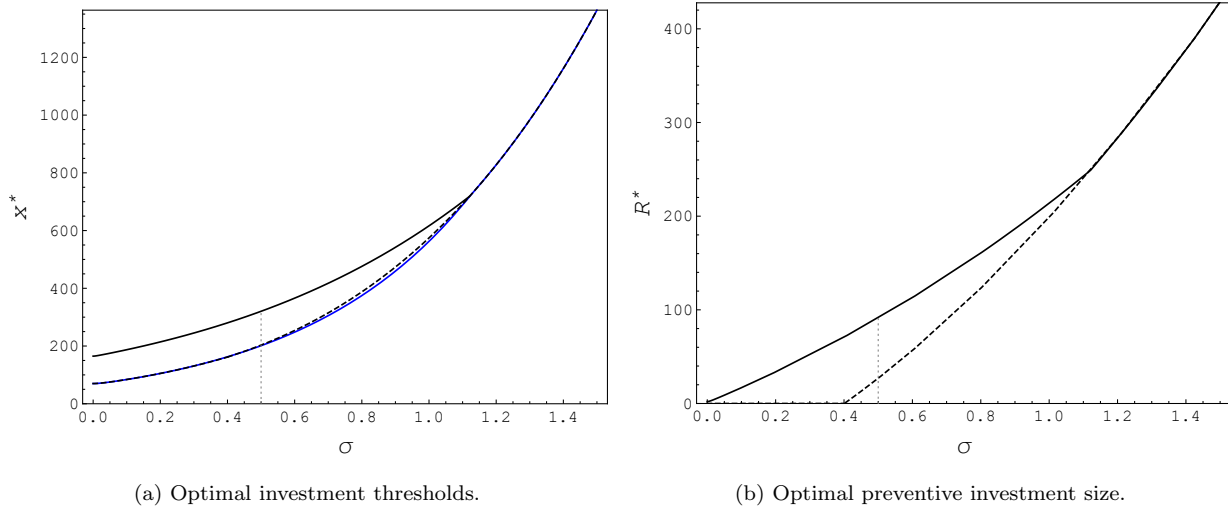 x*
1200
1000
800
600
400
200
0
0.0 0.2 0.4 0.6 0.8 1.0 1.2 1.4
σ
(a) Optimal investment thresholds.
R*
400
300
200
100
0
0.0 0.2 0.4 0.6 0.8 1.0 1.2 1.4
σ
(b) Optimal preventive investment size.